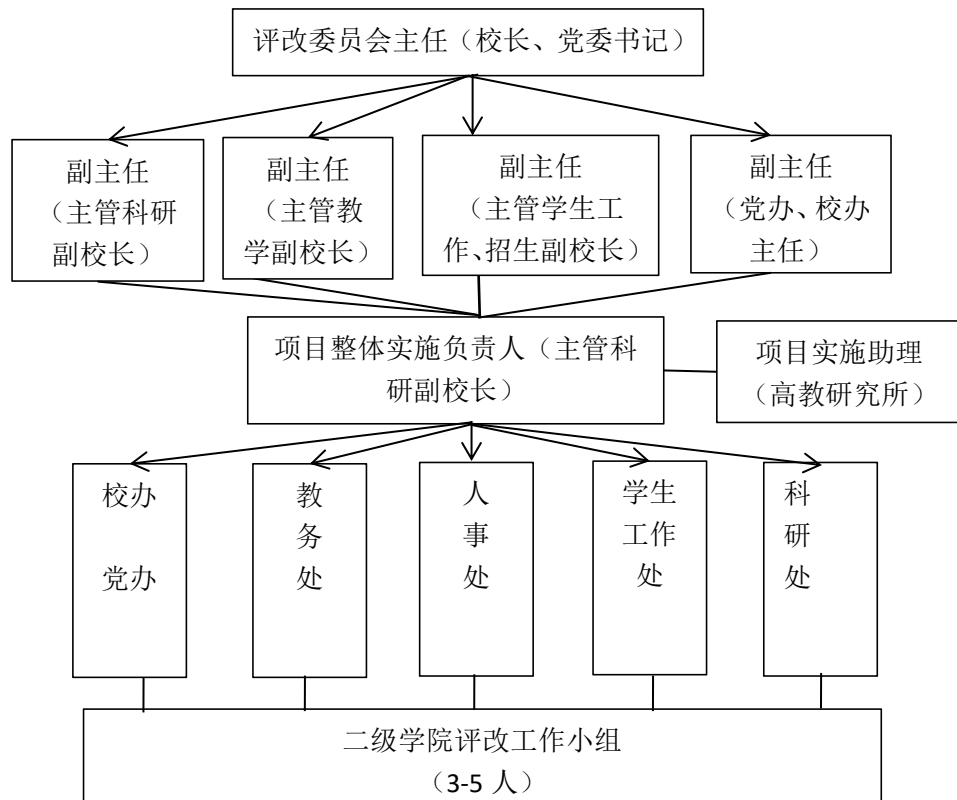 评改委员会主任（校长、党委书记）
副主任
（主管科研
副校长）
副主任
（主管教
学副校长）
副主任
（主管学生工
作、招生副校长）
副主任
（党办、校办
主任）
项目整体实施负责人（主管科
研副校长）
项目实施助理
（高教研究所）
校办
党办
教
务
处
人
事
处
学生
工作
处
科
研
处
二级学院评改工作小组
（3-5 人）